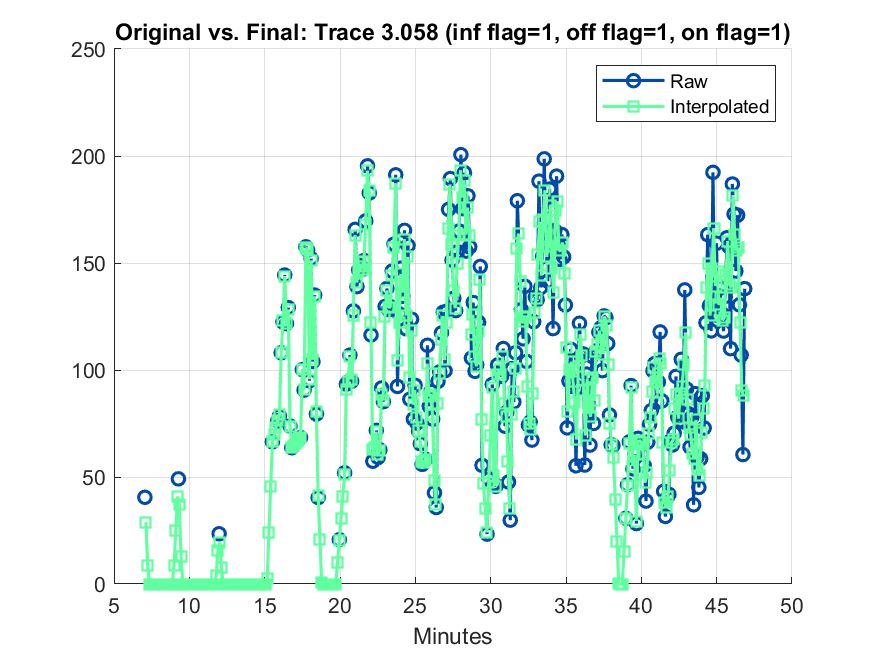 Original vs. Final: Trace 3.058 (inf flag=1, off flag=1, on flag=1)
250
200
150
100
50
0
Raw
Interpolated
5 10 15 20 25 30 35 40 45 50
Minutes